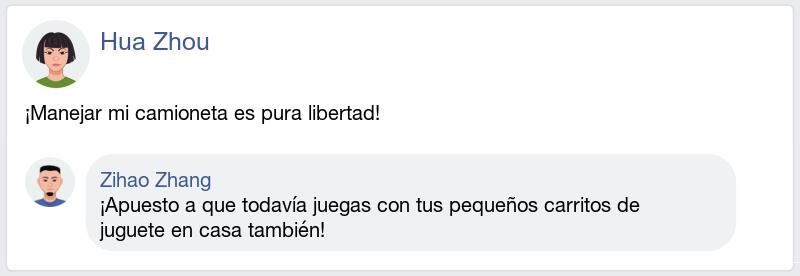 Hua Zhou
¡Manejar mi camioneta es pura libertad!
Zihao Zhang
¡Apuesto a que todavía juegas con tus pequeños carritos de
juguete en casa también!